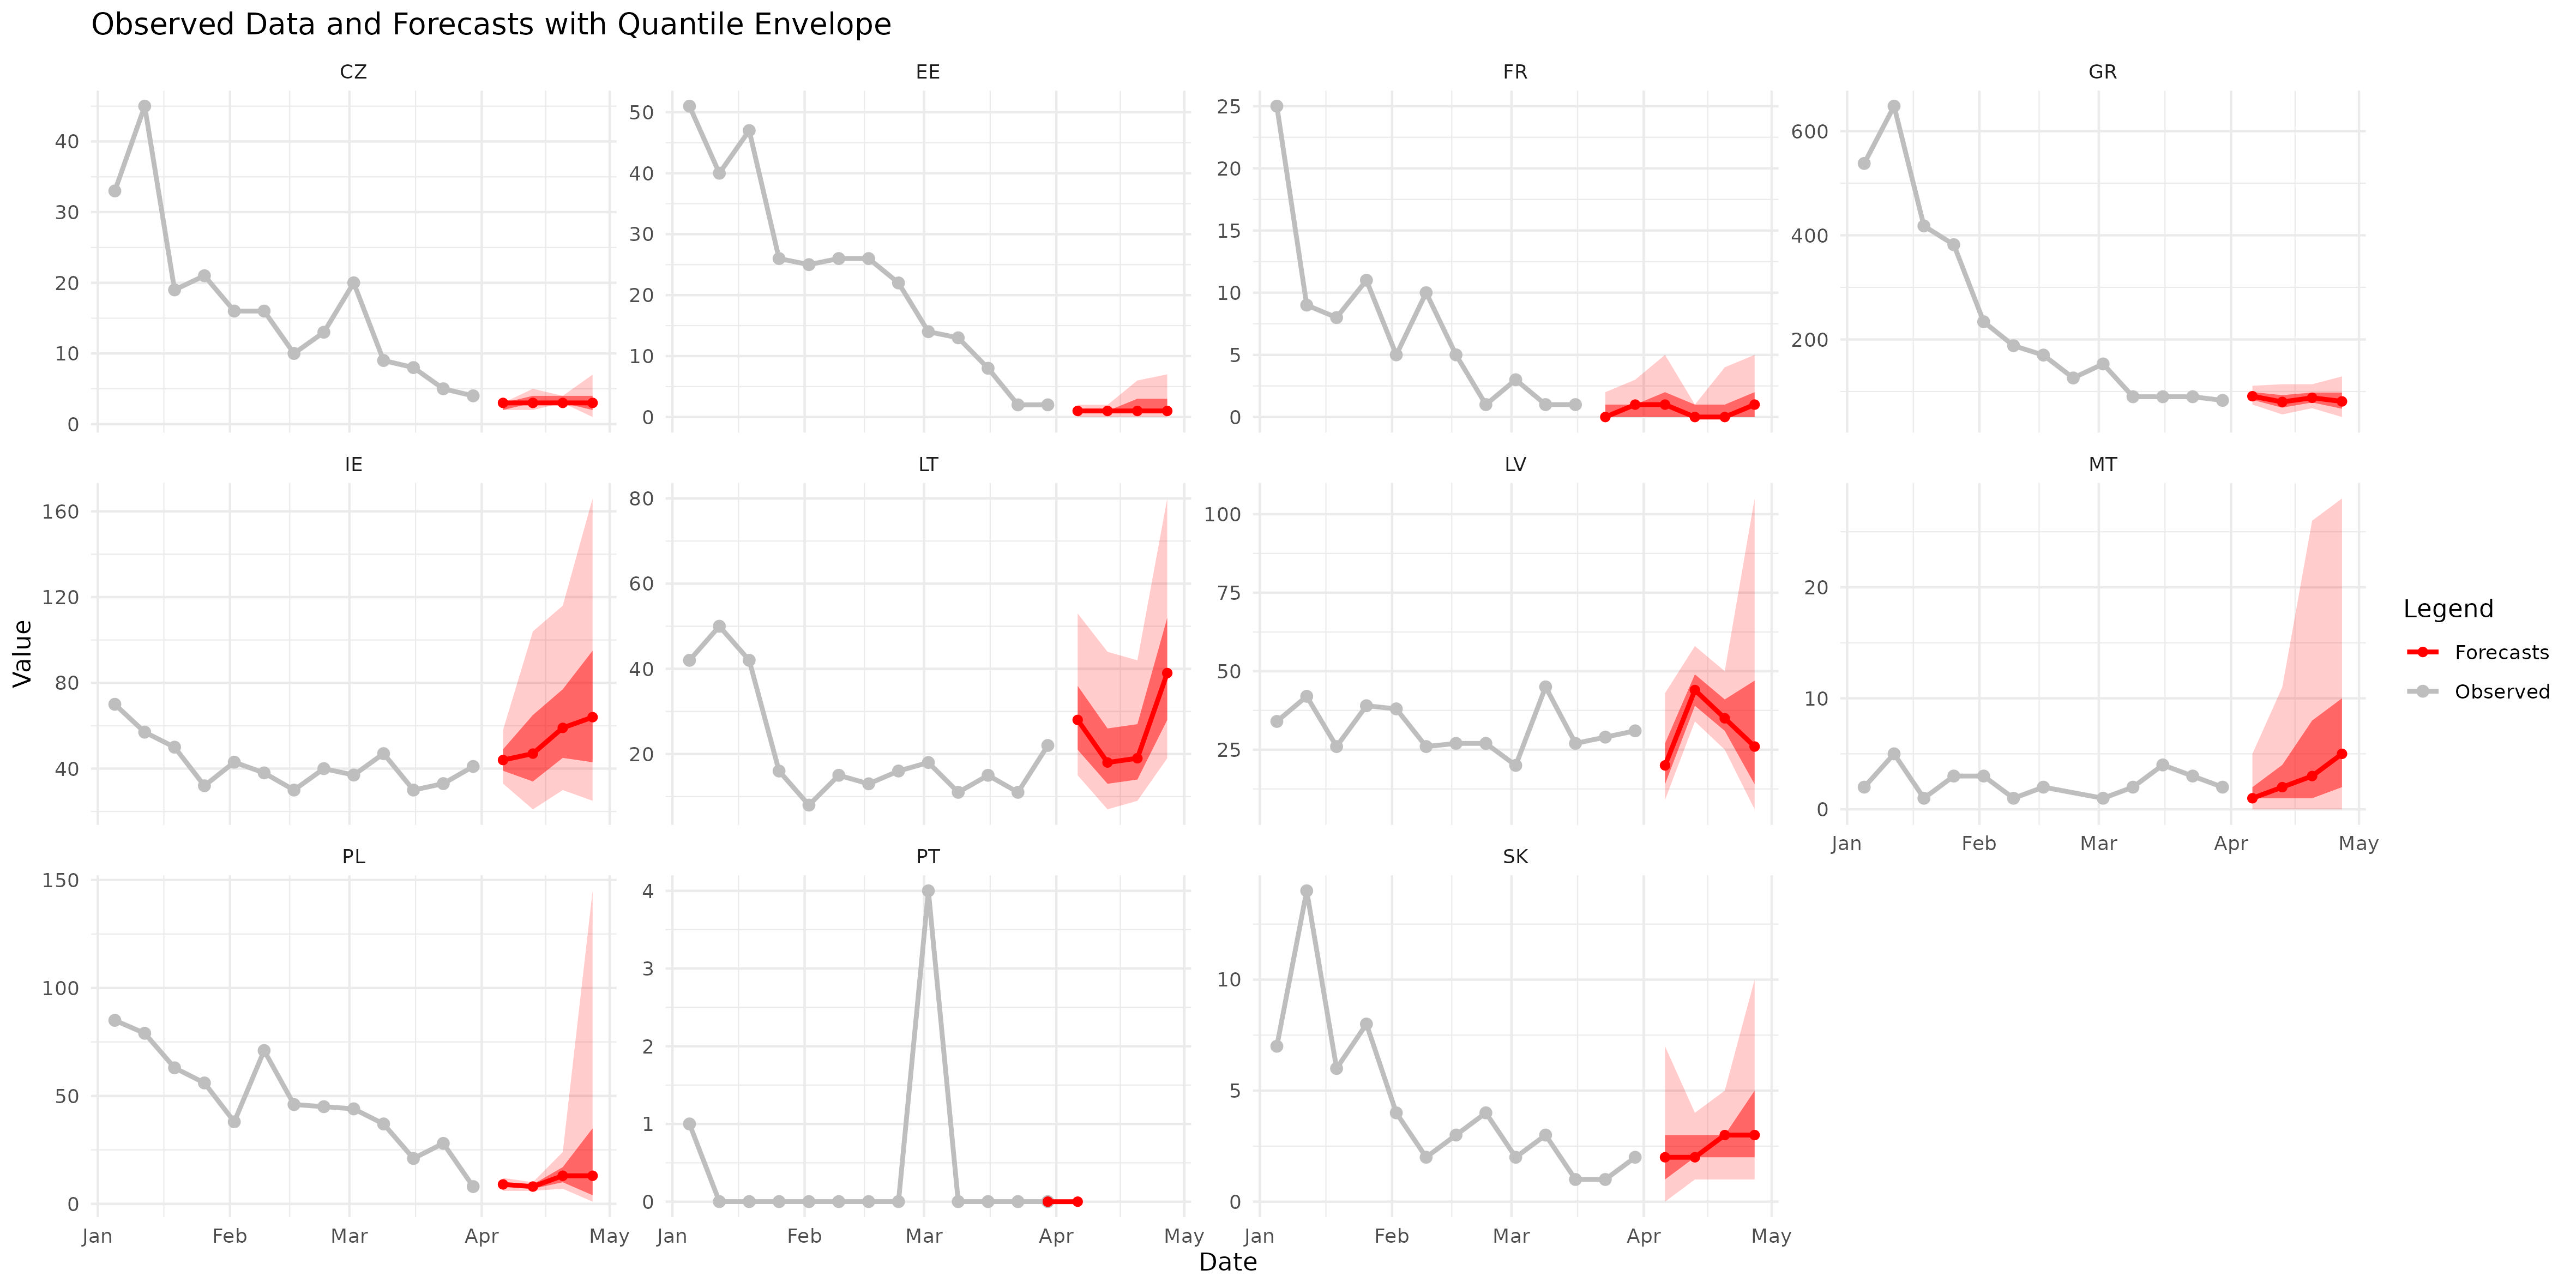 Observed Data and Forecasts with Quantile Envelope
CZ
EE
FR
GR
40
30
20
10
0
50
40
30
20
10
0
25
20
15
10
5
0
600
400
200
IE
LT
LV
MT
160
120
80
40
80
60
40
20
100
75
50
25
20
10
0
Jan Feb Mar Apr May
PL
PT
SK
150
100
50
0
4
3
2
1
0
10
5
0
Jan Feb Mar Apr May
Jan Feb Mar Apr May
Jan Feb Mar Apr May
Value
Date
Legend
Forecasts
Observed